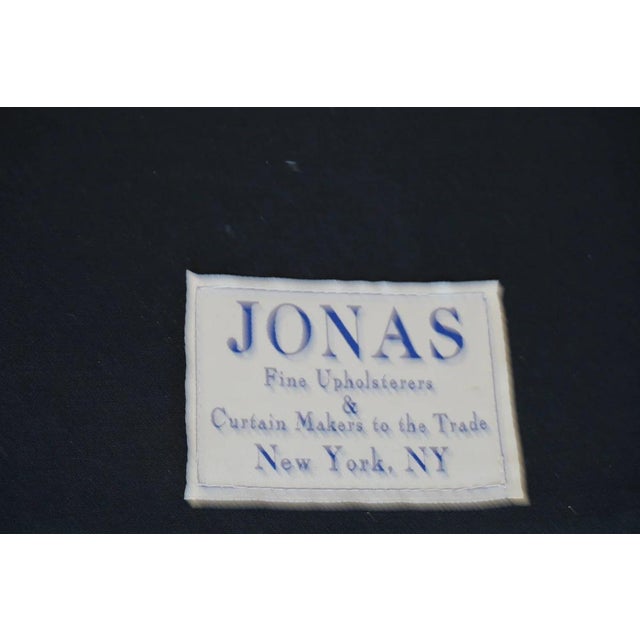 JONAS
Fine Upholsterers
&
Curtain Makers to the Trade
New York, NY